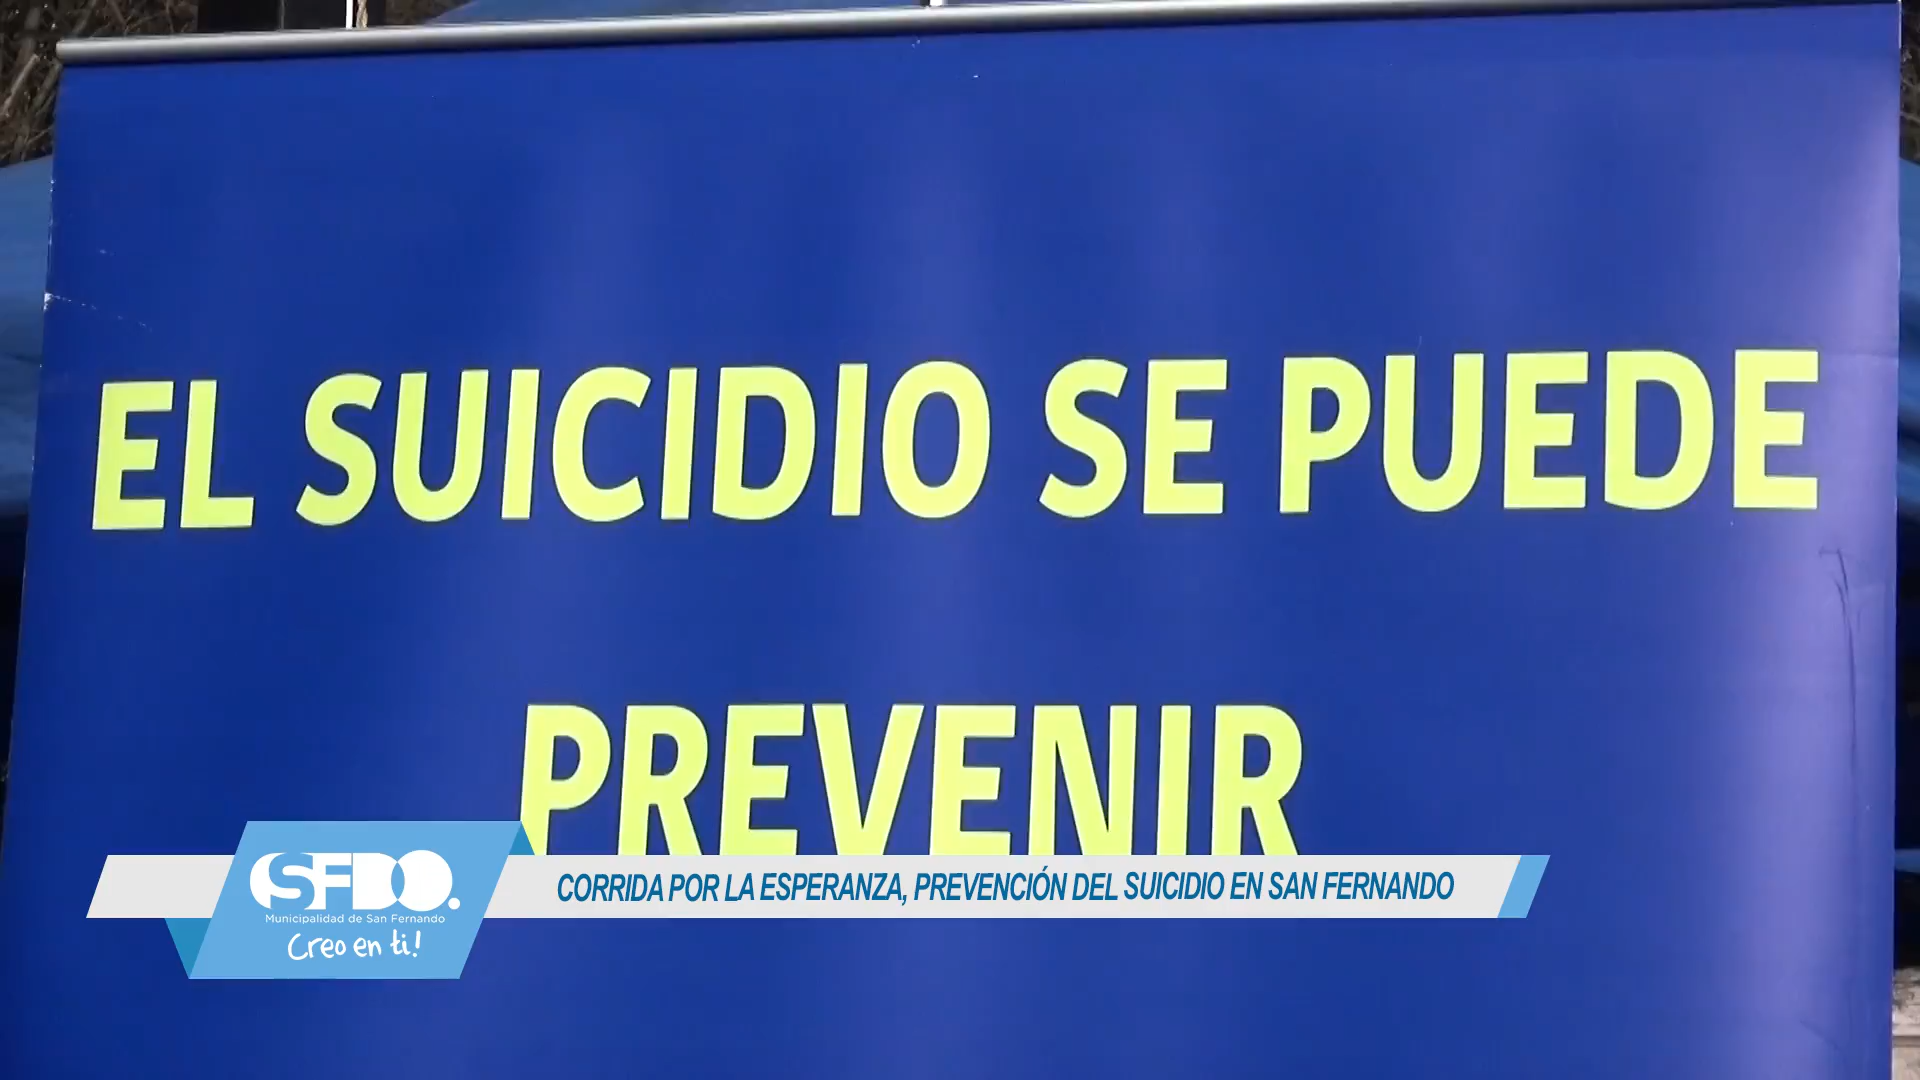 EL SUICIDIO SE PUEDE
PREVENIR
CORRIDA POR LA ESPERANZA, PREVENCIÓN DEL SUICIDIO EN SAN FERNANDO
SFDO.
Municipalidad de San Fernando
Creo en ti!